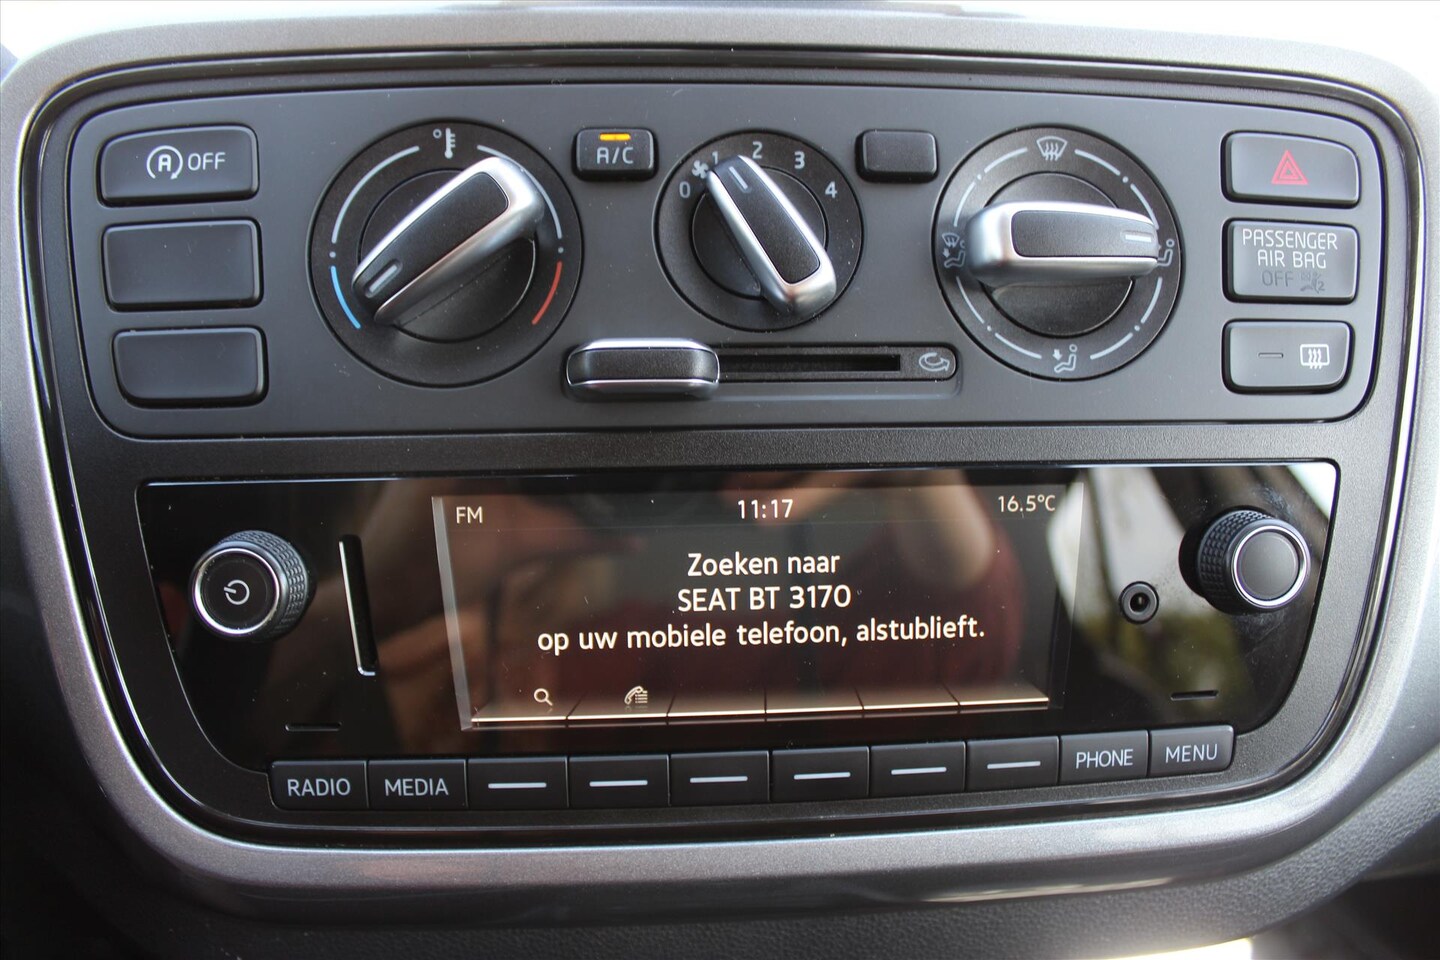 (A) OFF
A/C
0 1 2 3 4
PASSENGER
AIR BAG
OFF 2
FM 11:17 16.5°C
Zoeken naar
SEAT BT 3170
op uw mobiele telefoon, alstublieft.
RADIO MEDIA PHONE MENU